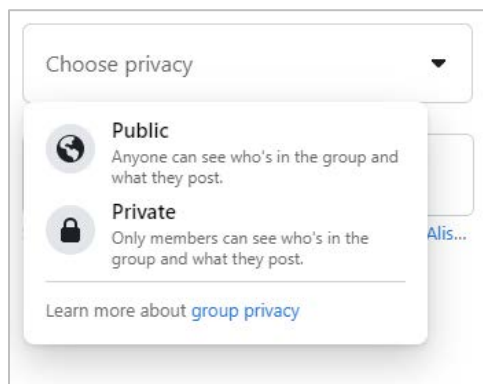 Choose privacy
Public
Anyone can see who's in the group and
what they post.
Private
Only members can see who's in the
group and what they post.
Alis...
Learn more about group privacy